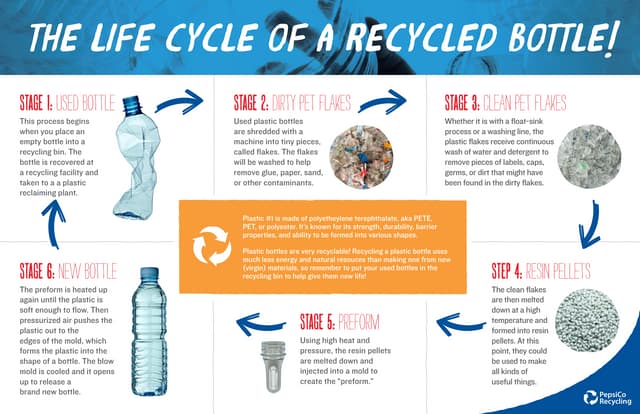 THE LIFE CYCLE OF A RECYCLED BOTTLE!
STAGE 1: USED BOTTLE
This process begins
when you place an
empty bottle into a
recycling bin. The
bottle is recovered at
a recycling facility and
taken to a a plastic
reclaiming plant.
STAGE 2: DIRTY PET FLAKES
Used plastic bottles
are shredded with a
machine into tiny pieces,
called flakes. The flakes
will be washed to help
remove glue, paper, sand,
or other contaminants.
STAGE 3: CLEAN PET FLAKES
Whether it is with a float-sink
process or a washing line, the
plastic flakes receive continuous
wash of water and detergent to
remove pieces of labels, caps,
germs, or dirt that might have
been found in the dirty flakes.
Plastic #1 is made of polyetheylone terephthalats, aka PETE,
PET, or polyester. It's known for its strength, durability, barrier
properties, and ability to be formed into various shapes.
Plastic bottles are very recyclable! Recycling a plastic bottle uses
much less energy and natural resouces than making one from new
(virgin) materials, so remember to put your used bottles in the
recycling bin to help give them new life!
STEP 4: RESIN PELLETS
The clean flakes
are then melted
down at a high
temperature and
formed into resin
pellets. At this
point, they could
be used to make
all kinds of
useful things.
STAGE 5: PREFORM
Using high heat and
pressure, the resin pellets
are melted down and
injected into a mold to
create the "preform."
STAGE 6: NEW BOTTLE
The preform is heated up
again until the plastic is
soft enough to flow. Then
pressurized air pushes the
plastic out to the
edges of the mold, which
forms the plastic into the
shape of a bottle. The blow
mold is cooled and it opens
up to release a
brand new bottle.
PepsiCo
Recycling